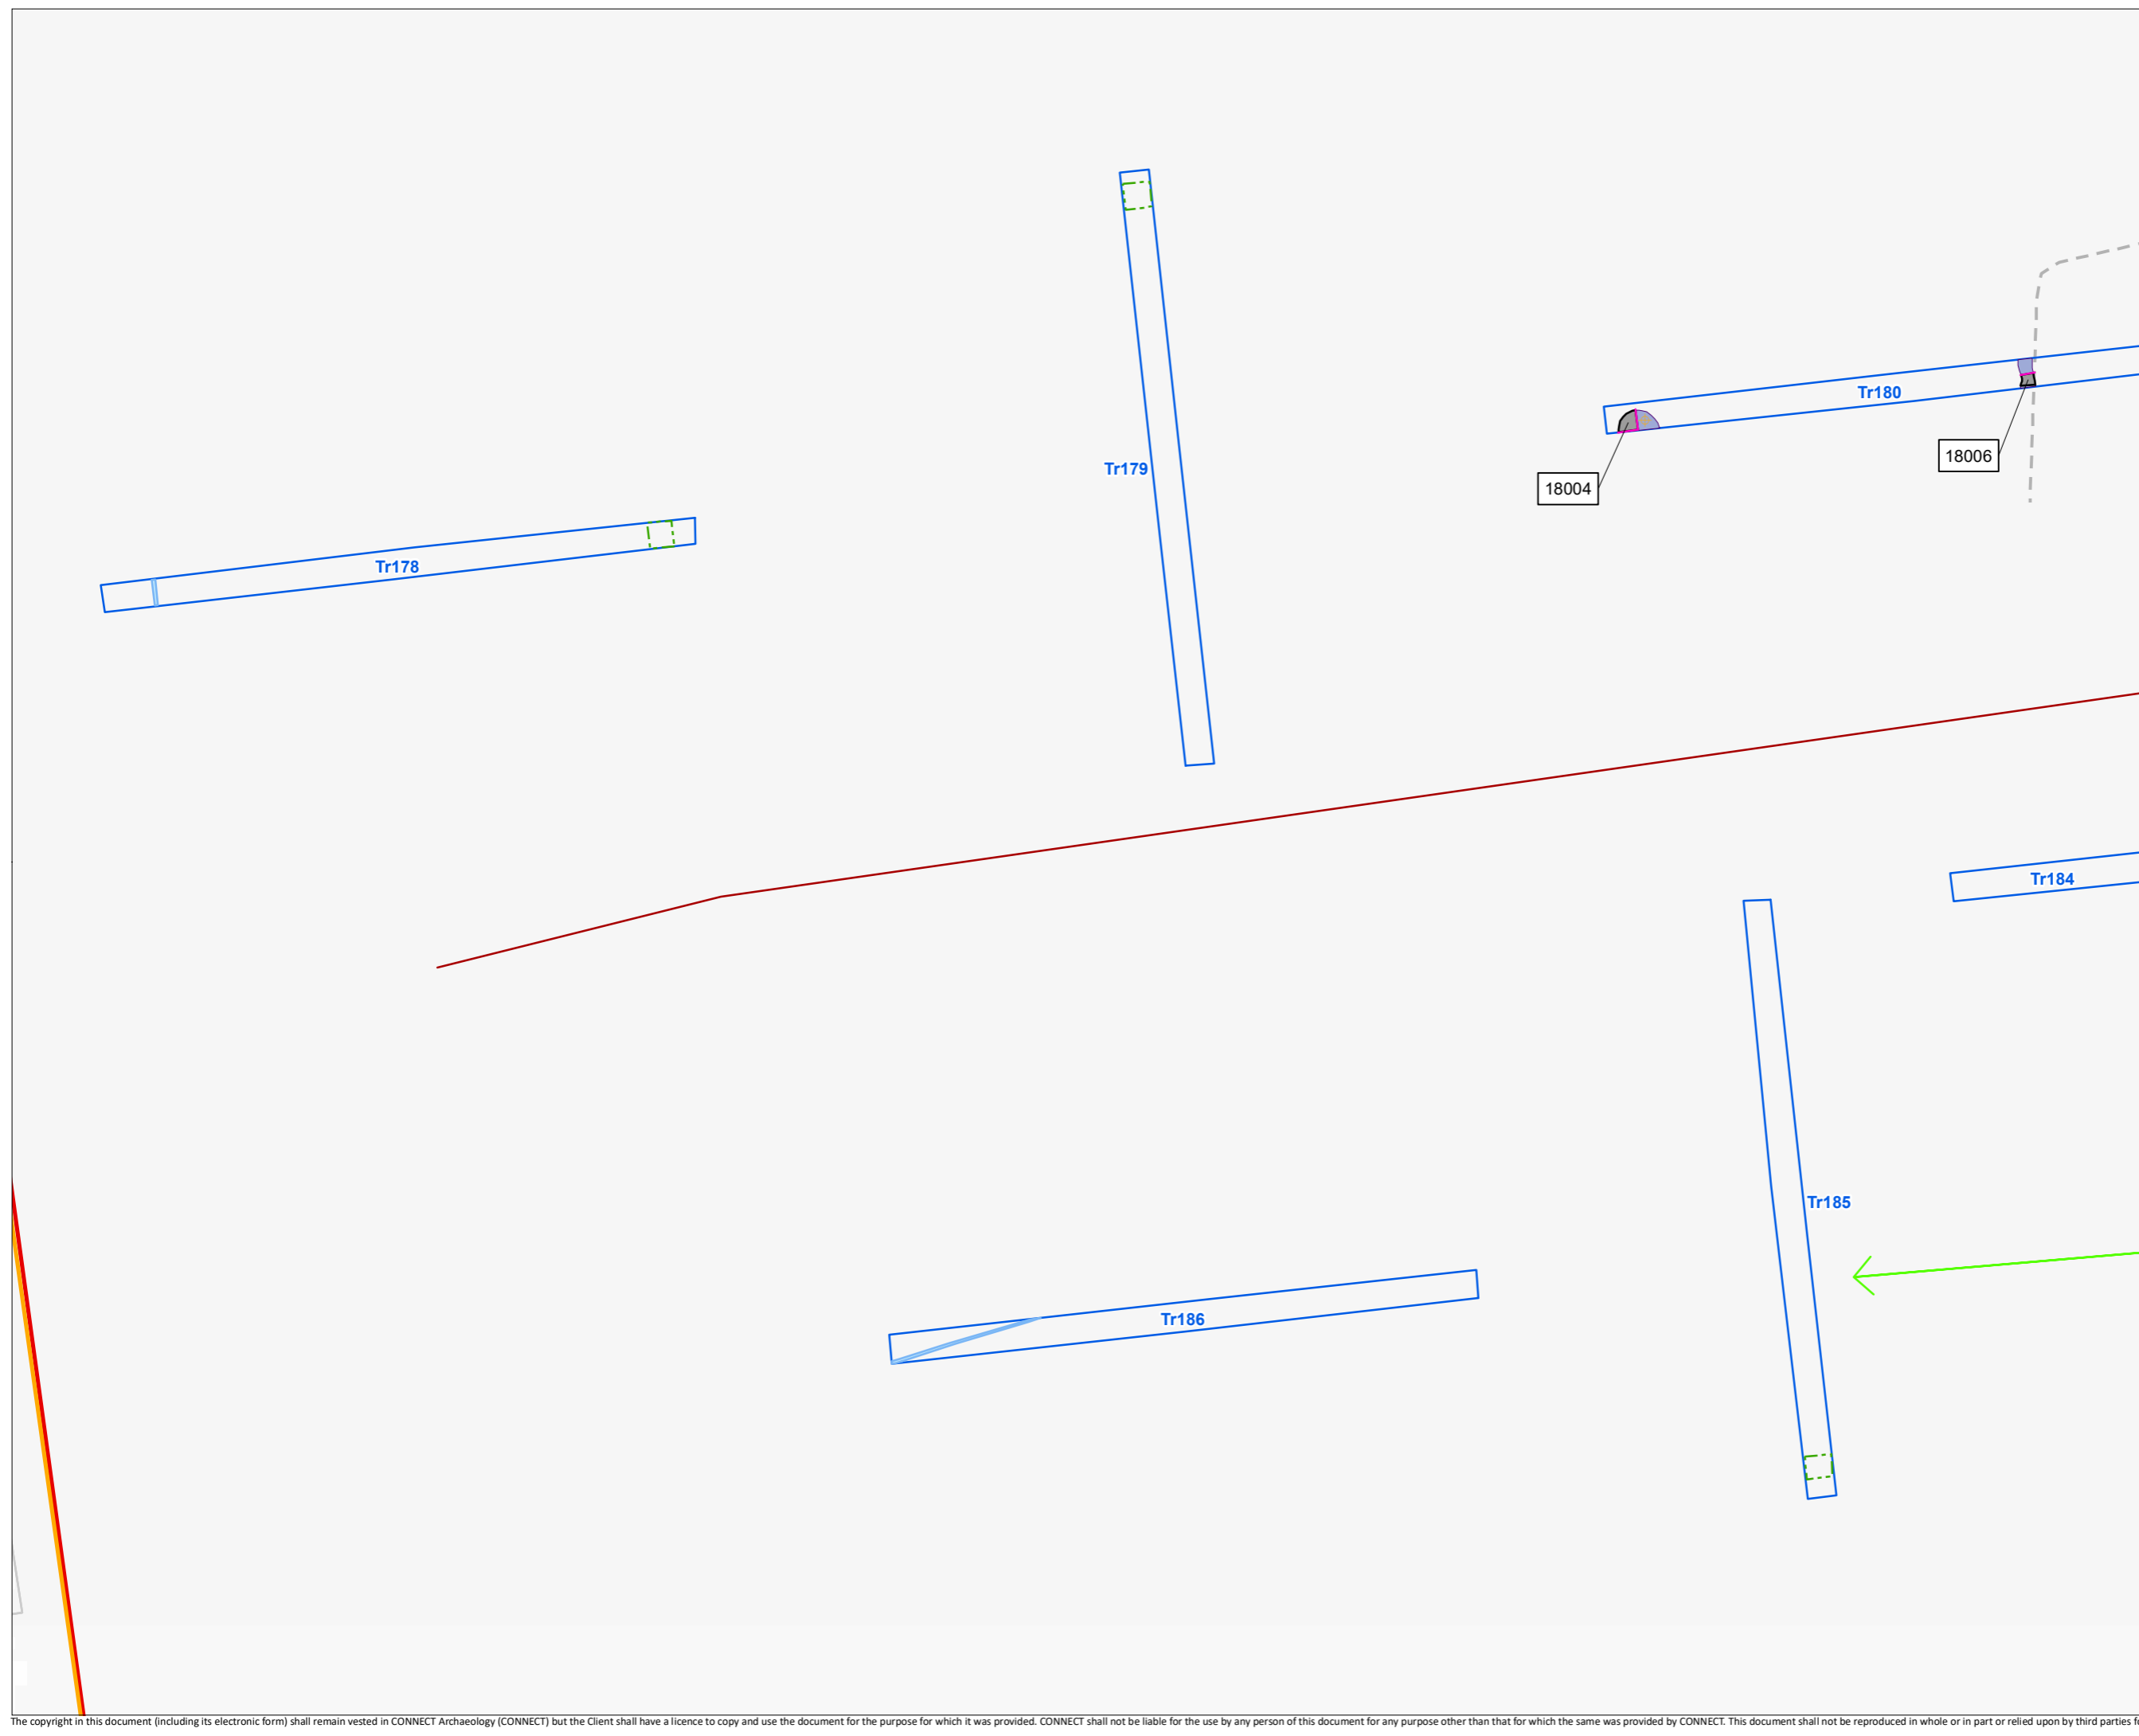 Tr180
18006
Tr179
18004
Tr178
Tr184
Tr185
Tr186
The copyright in this document (including its electronic form) shall remain vested in CONNECT Archaeology (CONNECT) but the Client shall have a licence to copy and use the document for the purpose for which it was provided. CONNECT shall not be liable for the use by any person of this document for any purpose other than that for which the same was provided by CONNECT. This document shall not be reproduced in whole or in part or relied upon by third parties f